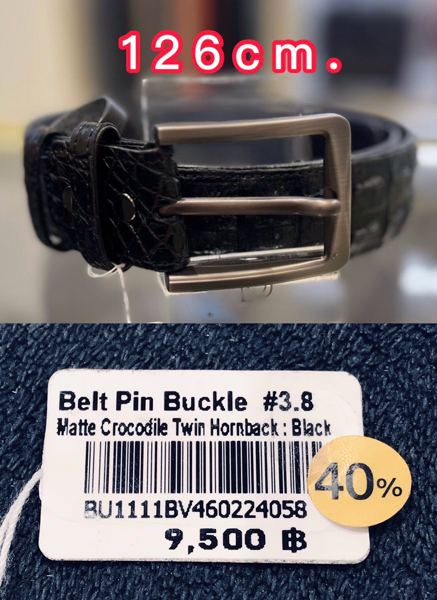 126cm.
Belt Pin Buckle #3.8
Matte Crocodile Twin Hornback : Black
BU1111BV460224058
40%
9,500 ฿